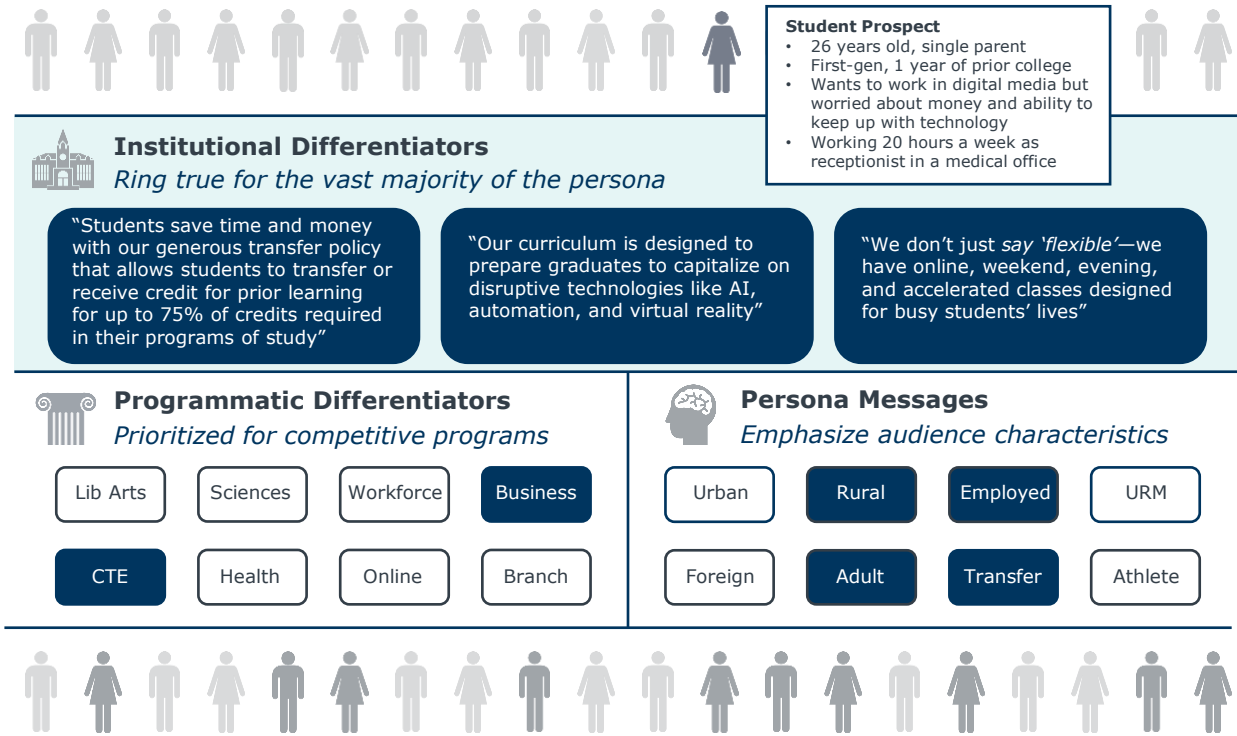 Student Prospect
• 26 years old, single parent
• First-gen, 1 year of prior college
• Wants to work in digital media but
worried about money and ability to
keep up with technology
• Working 20 hours a week as
receptionist in a medical office
Institutional Differentiators
Ring true for the vast majority of the persona
“Students save time and money
with our generous transfer policy
that allows students to transfer or
receive credit for prior learning
for up to 75% of credits required
in their programs of study”
“Our curriculum is designed to
prepare graduates to capitalize on
disruptive technologies like AI,
automation, and virtual reality”
“We don’t just say ‘flexible’—we
have online, weekend, evening,
and accelerated classes designed
for busy students’ lives”
Programmatic Differentiators
Prioritized for competitive programs
Lib Arts
Sciences
Workforce
Business
CTE
Health
Online
Branch
Persona Messages
Emphasize audience characteristics
Urban
Rural
Employed
URM
Foreign
Adult
Transfer
Athlete